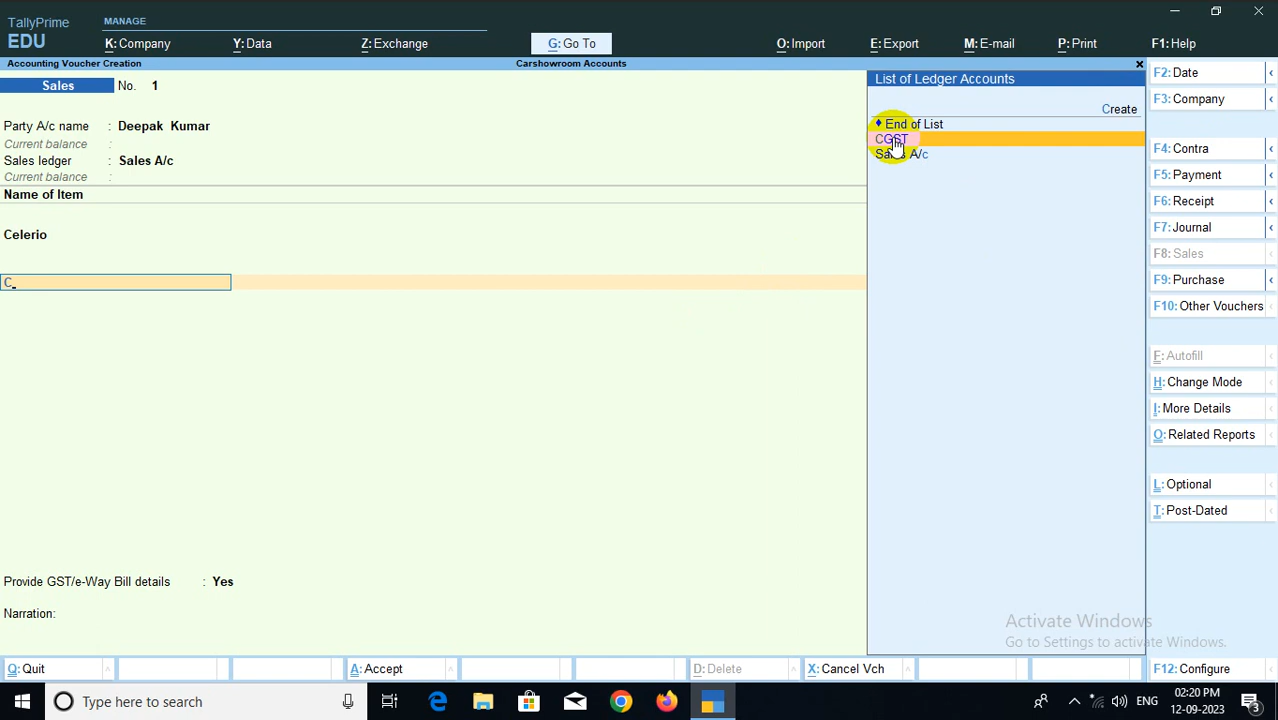 TallyPrime
EDU
MANAGE
K: Company
Y: Data
Z: Exchange
G: Go To
O: Import
E: Export
M: E-mail
P: Print
F1: Help
Accounting Voucher Creation
Carshowroom Accounts
Sales No. 1
Party A/c name : Deepak Kumar
Current balance :
Sales ledger : Sales A/c
Current balance :
Name of Item
Celerio
C
Provide GST/e-Way Bill details : Yes
Narration:
List of Ledger Accounts
Create
♦ End of List
CGST
Sales A/c
F2: Date
F3: Company
F4: Contra
F5: Payment
F6: Receipt
F7: Journal
F8: Sales
F9: Purchase
F10: Other Vouchers
F: Autofill
H: Change Mode
I: More Details
O: Related Reports
L: Optional
T: Post-Dated
Activate Windows
Go to Settings to activate Windows.
Q: Quit
A: Accept
D: Delete
X: Cancel Vch
F12: Configure
Type here to search
ENG
02:20 PM
12-09-2023
3